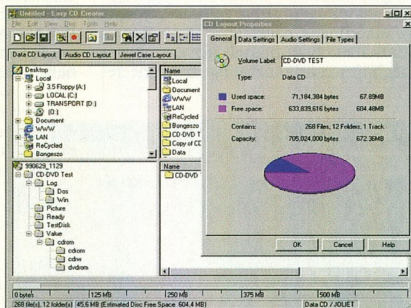 Untitled - Easy CD Creator
File Edit View Disc Tools Help
Data CD Layout Audio CD Layout Jewel Case Layout
Desktop
Local
3.5 Floppy (A:)
LOCAL (C:)
TRANSPORT (D:)
(O:)
Document
WWW
LAN
ReCycled
Bongeszo
Name
Local
Document
WWW
LAN
ReCycled
Bongeszo
CD-DVD T
Copy of CD
Data
990629_1129
CD-DVD Test
Log
Dos
Win
Picture
Ready
TestDisk
Value
cdrom
cdrom
cdrw
dvdrom
Name
CD-DVD
CD Layout Properties
General Data Settings Audio Settings File Types
Volume Label: CD-DVD TEST
Type: Data CD
Used space: 71,184,384 bytes 67.89MB
Free space: 633,839,616 bytes 604.48MB
Contains: 268 Files, 12 Folders, 1 Track
Capacity: 705,024,000 bytes 672.36MB
OK Cancel Help
0 bytes 125 MB 250 MB 375 MB 500 MB
268 file(s), 12 folder(s) 45.6 MB (Estimated Disc Free Space 604.4 MB) Data CD / JOLIET